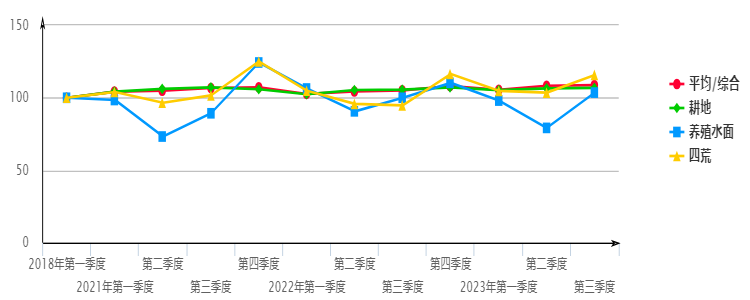 150
100
50
0
2018年第一季度
2021年第一季度
第二季度
第三季度
第四季度
2022年第一季度
第二季度
第三季度
第四季度
2023年第一季度
第二季度
第三季度
平均/综合
耕地
养殖水面
四荒